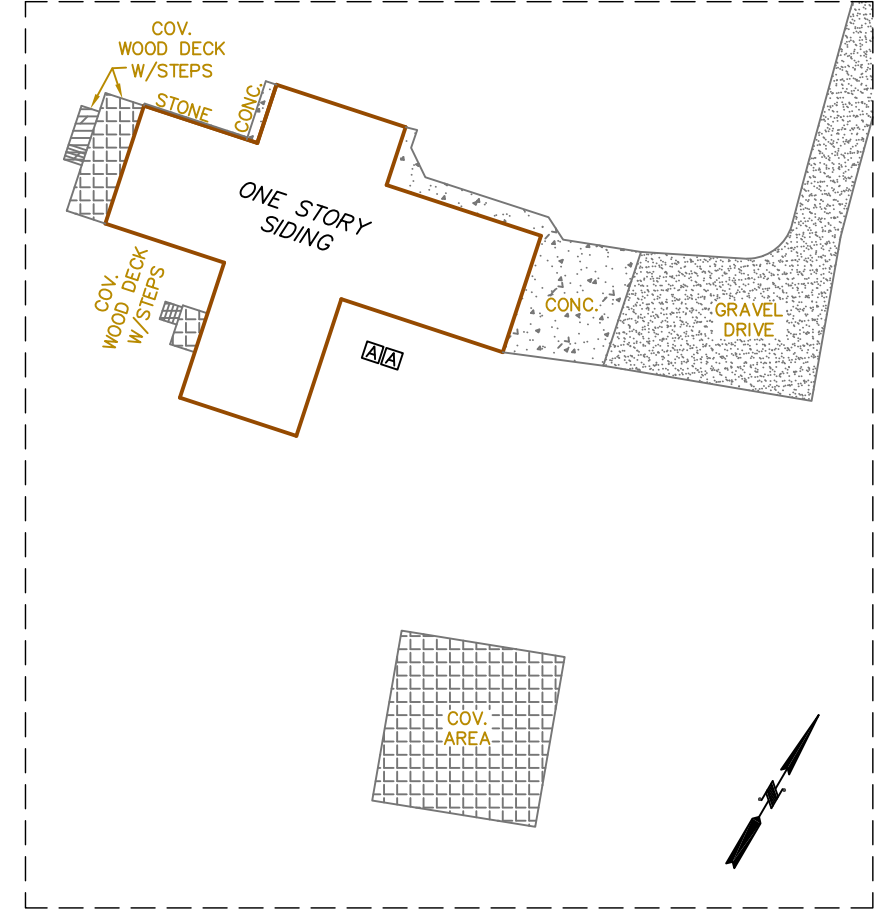 COV.
WOOD DECK
W/STEPS
STONE
CONC.
ONE STORY
SIDING
COV.
WOOD DECK
W/STEPS
CONC.
GRAVEL
DRIVE
A A
COV.
AREA
N